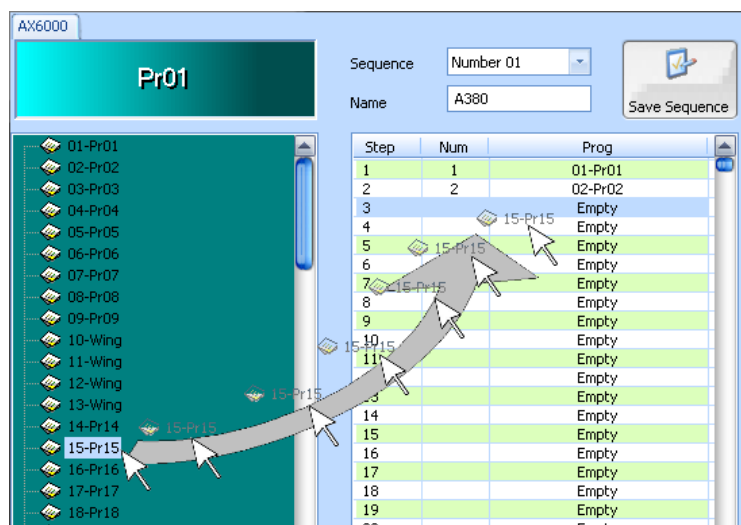 AX6000
Pr01
Sequence Number 01
Name A380
Save Sequence
01-Pr01
02-Pr02
03-Pr03
04-Pr04
05-Pr05
06-Pr06
07-Pr07
08-Pr08
09-Pr09
10-Wing
11-Wing
12-Wing
13-Wing
14-Pr14
15-Pr15
16-Pr16
17-Pr17
18-Pr18
15-Pr15
15-Pr15
15-Pr15
15-Pr15
15-Pr15
15-Pr15
Step Num Prog
1 1 01-Pr01
2 2 02-Pr02
3 Empty
4 Empty
5 Empty
6 Empty
7 Empty
8 Empty
9 Empty
10 Empty
11 Empty
Empty
Empty
14 Empty
15 Empty
16 Empty
17 Empty
18 Empty
19 Empty